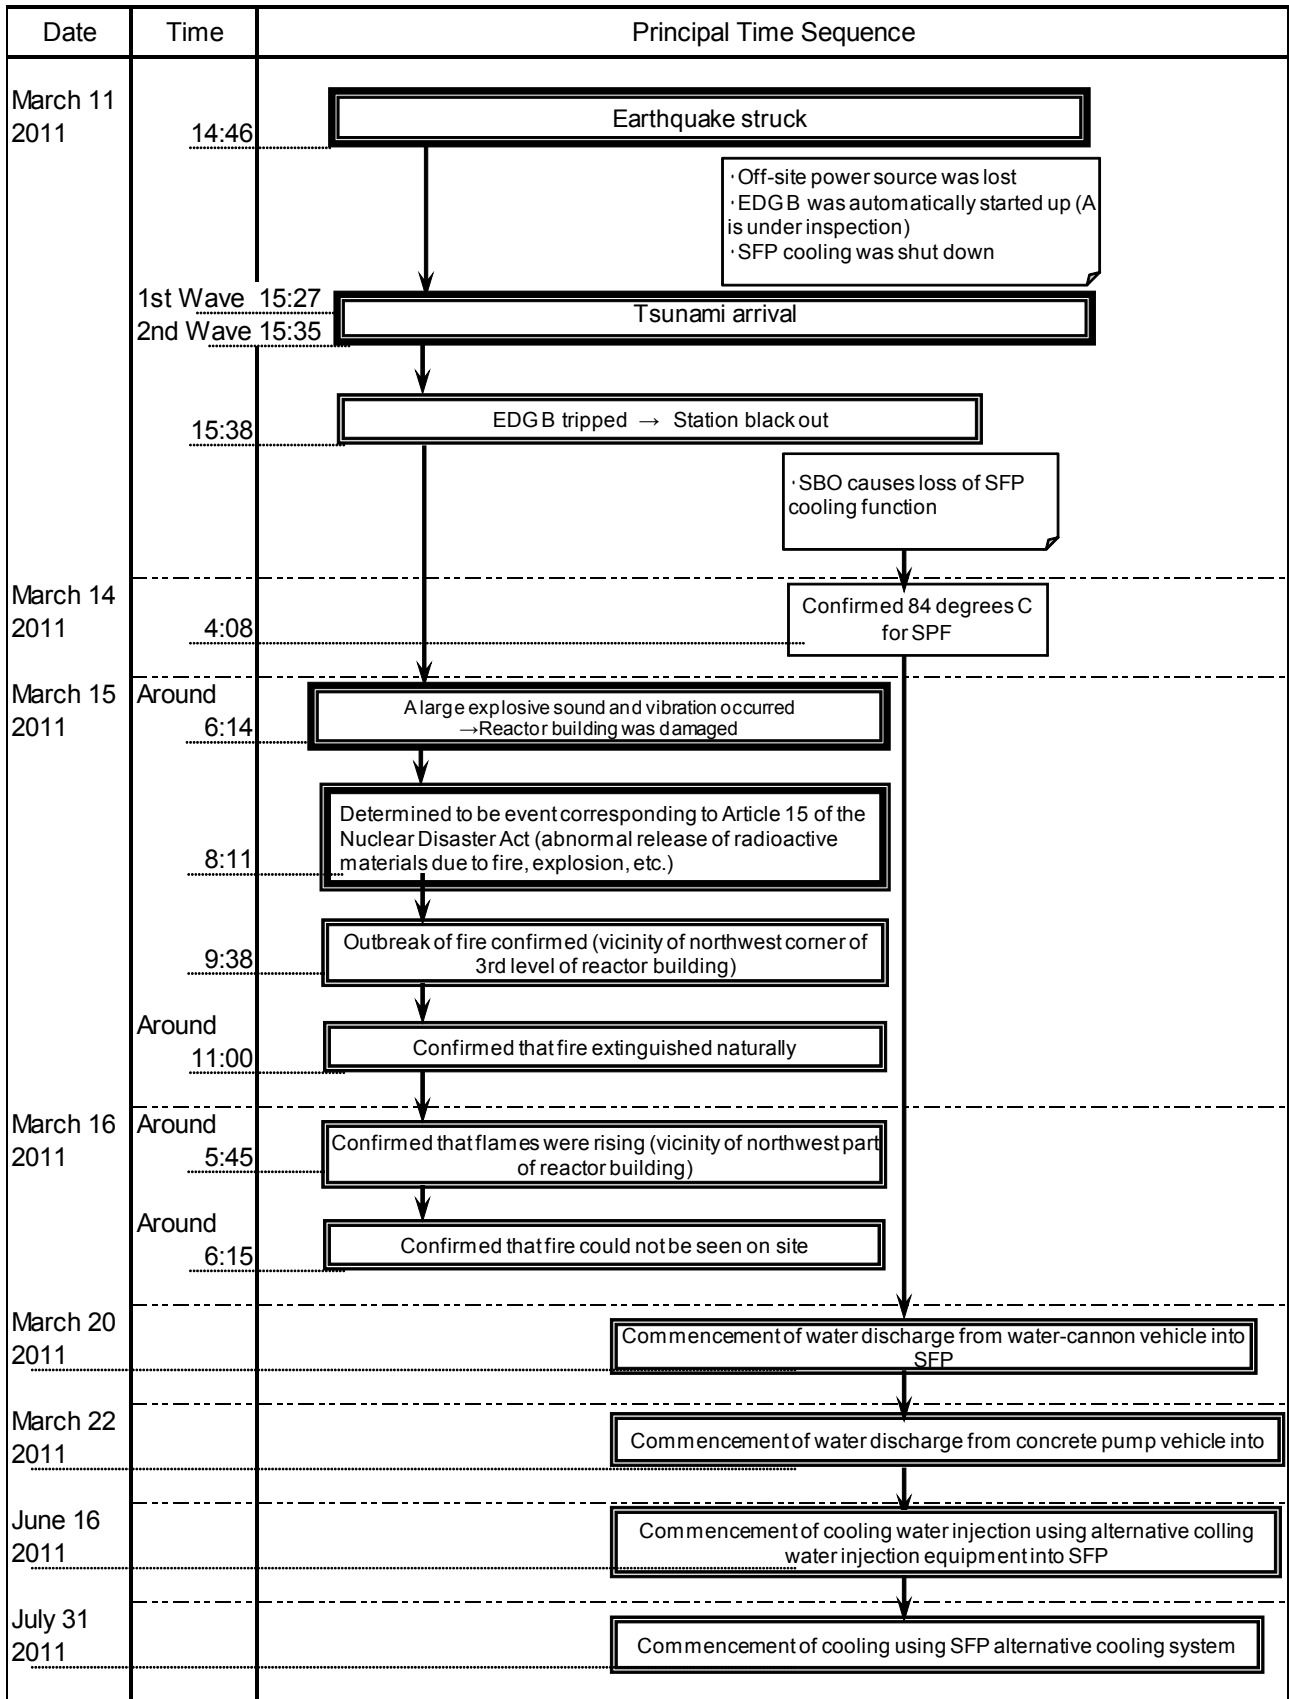 Date Time Principal Time Sequence
March 11
2011
14:46
Earthquake struck
·Off-site power source was lost
·EDG B was automatically started up (A
is under inspection)
·SFP cooling was shut down
1st Wave 15:27
2nd Wave 15:35
Tsunami arrival
15:38
EDG B tripped → Station black out
·SBO causes loss of SFP
cooling function
March 14
2011
4:08
Confirmed 84 degrees C
for SPF
March 15
2011
Around
6:14
A large explosive sound and vibration occurred
→Reactor building was damaged
8:11
Determined to be event corresponding to Article 15 of the
Nuclear Disaster Act (abnormal release of radioactive
materials due to fire, explosion, etc.)
9:38
Outbreak of fire confirmed (vicinity of northwest corner of
3rd level of reactor building)
Around
11:00
Confirmed that fire extinguished naturally
March 16
2011
Around
5:45
Confirmed that flames were rising (vicinity of northwest part
of reactor building)
Around
6:15
Confirmed that fire could not be seen on site
March 20
2011
Commencement of water discharge from water-cannon vehicle into
SFP
March 22
2011
Commencement of water discharge from concrete pump vehicle into
June 16
2011
Commencement of cooling water injection using alternative colling
water injection equipment into SFP
July 31
2011
Commencement of cooling using SFP alternative cooling system